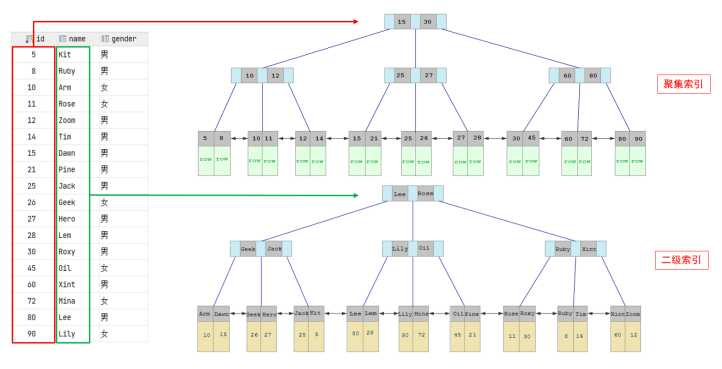 id name gender
5 Kit 男
8 Ruby 男
10 Arm 女
11 Rose 女
12 Zoom 男
14 Tim 男
15 Dawn 男
21 Pine 男
25 Jack 男
26 Geek 女
27 Hero 男
28 Lem 男
30 Roxy 男
45 Oil 女
60 Xint 男
72 Mina 女
80 Lee 男
90 Lily 女
15 30
10 12 25 27 60 80
聚集索引
5 8 10 11 12 14 15 21 25 26 27 28 30 45 60 72 80 90
row row row row row row row row row row row row row row row row row row
Lee Rose
Geek Jack Lily Oil Ruby Xint
二级索引
Arm Dawn Geek Hero Jack Kit Lee Lem Lily Mina Oil Pine Rose Roxy Ruby Tim Xint Zoom
10 15 26 27 25 5 80 28 90 72 45 21 11 30 8 14 60 12